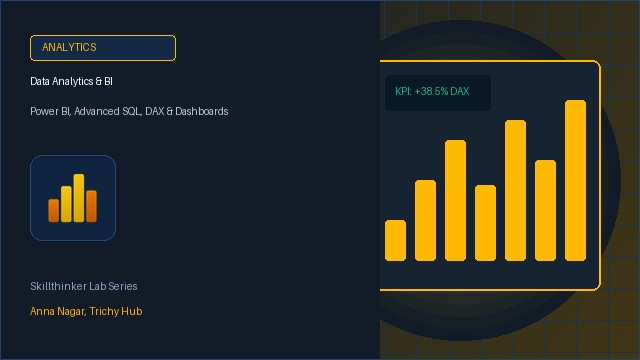 ANALYTICS
Data Analytics & BI
Power BI, Advanced SQL, DAX & Dashboards
Skillthinker Lab Series
Anna Nagar, Trichy Hub
KPI: +38.5% DAX